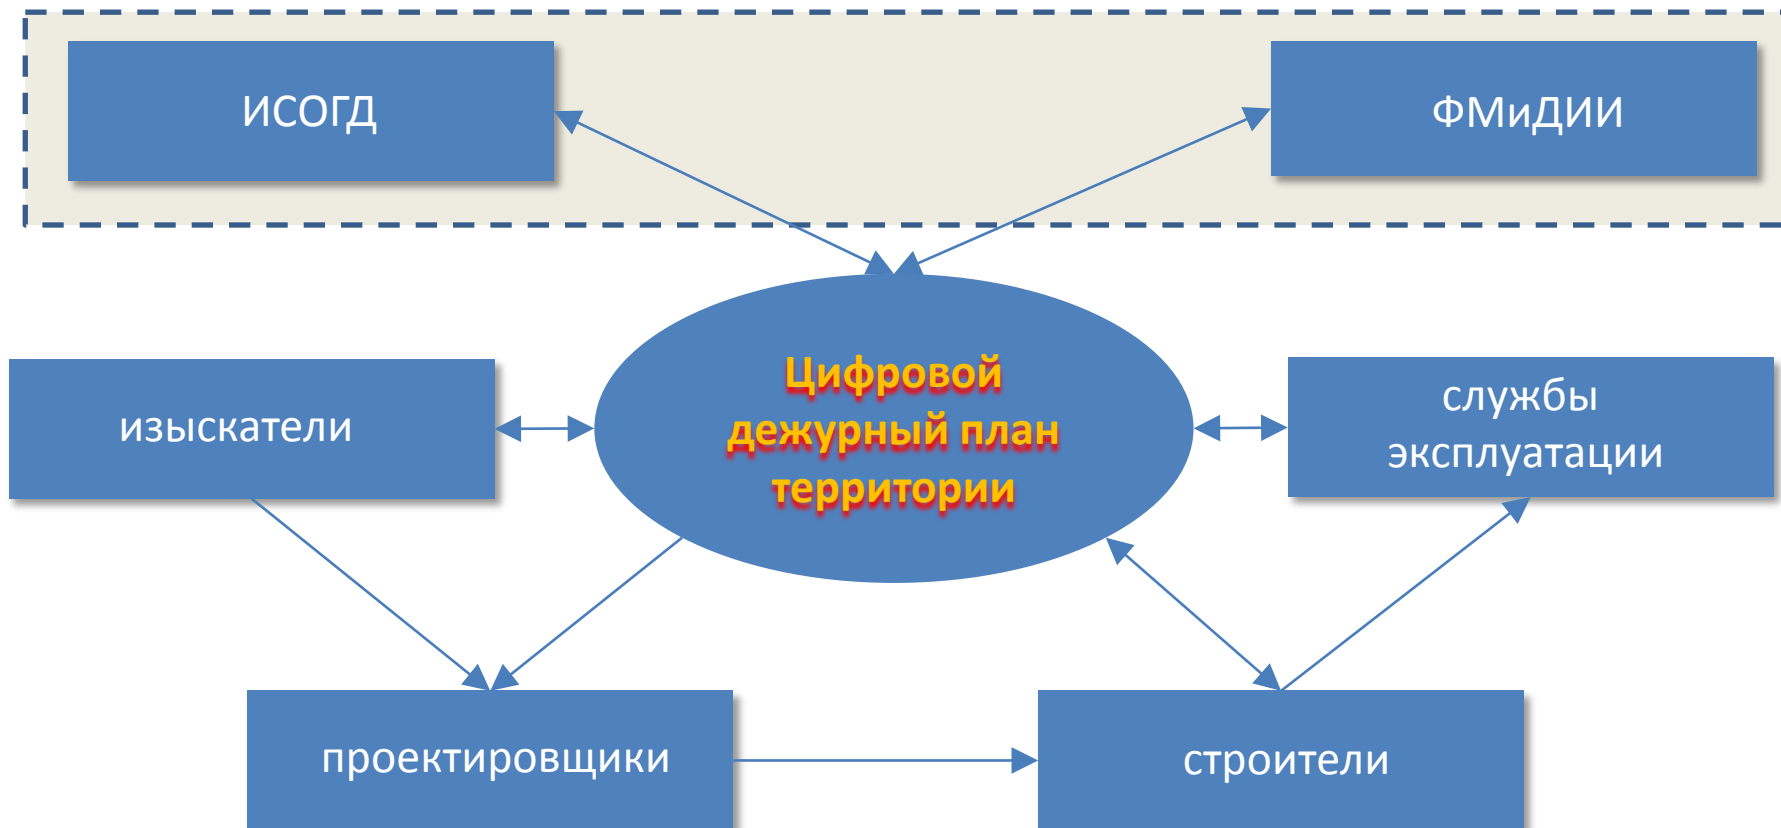 ИСОГД
ФМиДИИ
Цифровой
дежурный план
территории
изыскатели
службы
эксплуатации
проектировщики
строители